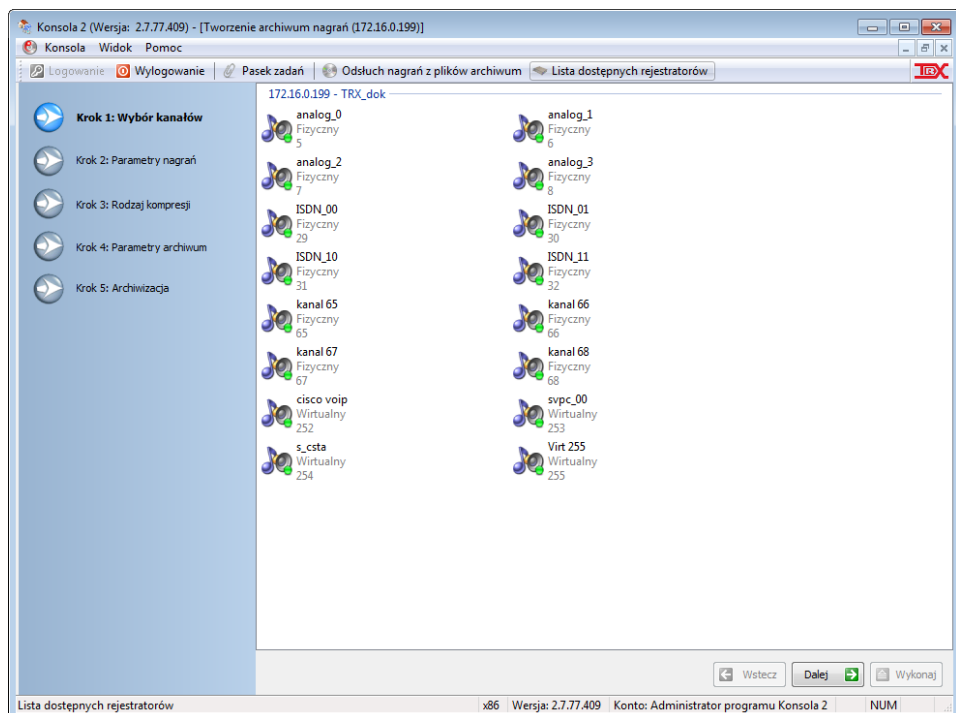 Konsola 2 (Wersja: 2.7.77.409) - [Tworzenie archiwum nagrań (172.16.0.199)]
Konsola Widok Pomoc
Logowanie Wylogowanie Pasek zadań Odsłuch nagrań z plików archiwum Lista dostępnych rejestratorów TRX
Krok 1: Wybór kanałów
Krok 2: Parametry nagrań
Krok 3: Rodzaj kompresji
Krok 4: Parametry archiwum
Krok 5: Archiwizacja
172.16.0.199 - TRX_dok
analog_0
Fizyczny
5
analog_1
Fizyczny
6
analog_2
Fizyczny
7
analog_3
Fizyczny
8
ISDN_00
Fizyczny
29
ISDN_01
Fizyczny
30
ISDN_10
Fizyczny
31
ISDN_11
Fizyczny
32
kanal 65
Fizyczny
65
kanal 66
Fizyczny
66
kanal 67
Fizyczny
67
kanal 68
Fizyczny
68
cisco voip
Wirtualny
252
svpc_00
Wirtualny
253
s_csta
Wirtualny
254
Virt 255
Wirtualny
255
Wstecz Dalej Wykonaj
Lista dostępnych rejestratorów x86 Wersja: 2.7.77.409 Konto: Administrator programu Konsola 2 NUM